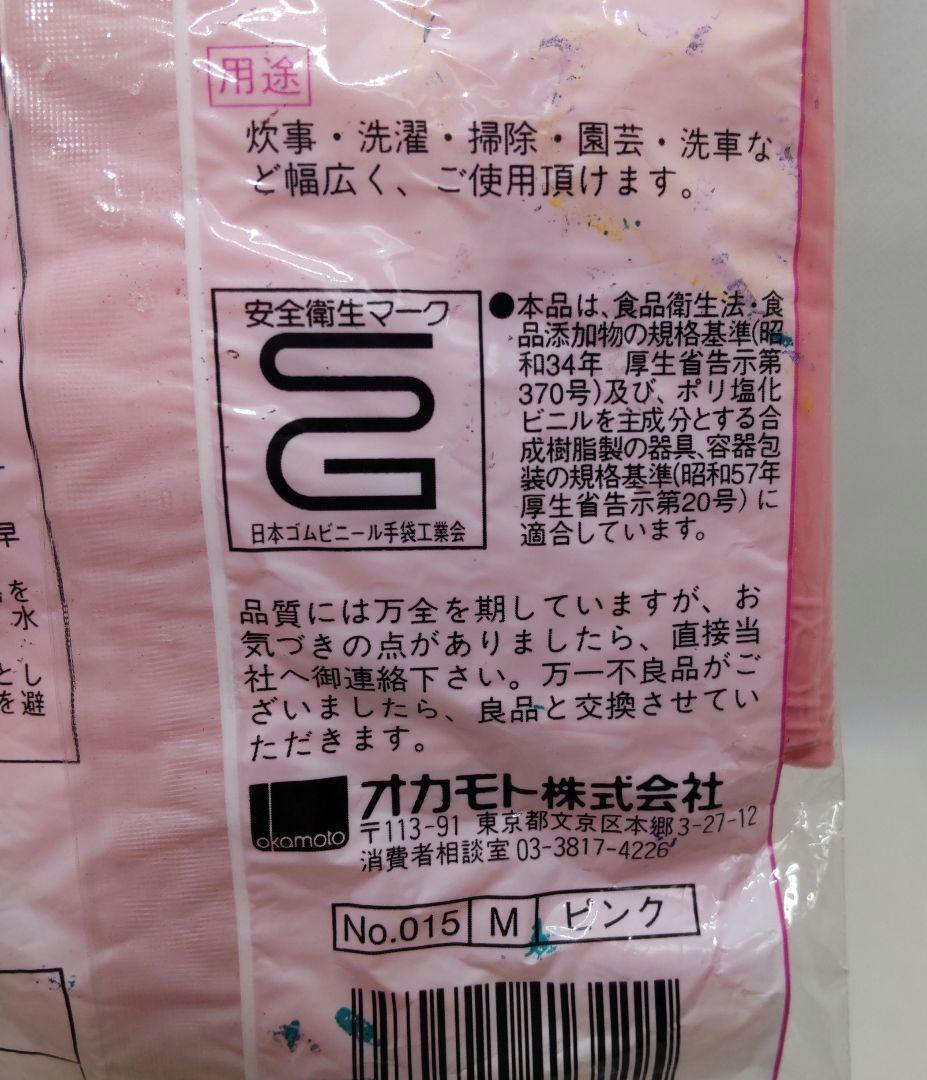 用途
炊事・洗濯・掃除・園芸・洗車な
ど幅広く、ご使用頂けます。
安全衛生マーク
日本ゴムビニール手袋工業会
●本品は、食品衛生法・食
品添加物の規格基準(昭
和34年 厚生省告示第
370号)及び、ポリ塩化
ビニルを主成分とする合
成樹脂製の器具、容器包
装の規格基準(昭和57年
厚生省告示第20号)に
適合しています。
早
を
水
とし
を避
品質には万全を期していますが、お
気づきの点がありましたら、直接当
社へ御連絡下さい。万一不良品がご
ざいましたら、良品と交換させてい
ただきます。
okamoto
オカモト株式会社
〒113-91 東京都文京区本郷3-27-12
消費者相談室 03-3817-4226
No.015 M ピンク